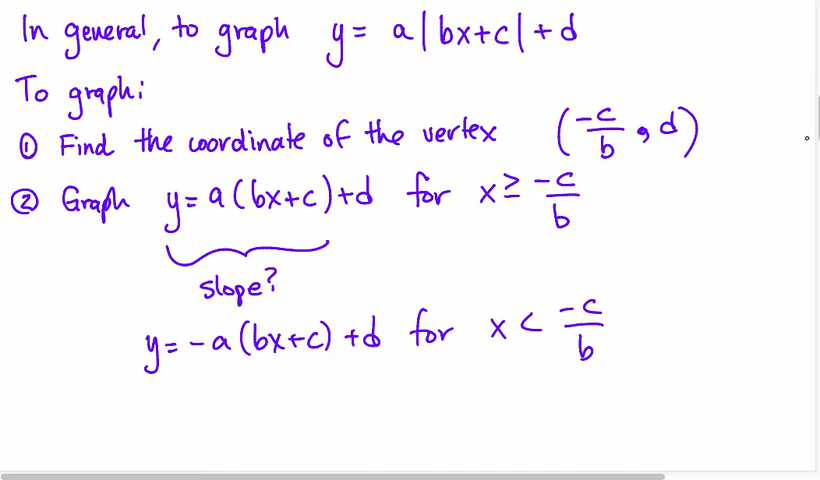 In general, to graph y = a|bx+c| + d
To graph:
① Find the coordinate of the vertex (-c/b, d)
② Graph y = a(bx+c)+d for x ≥ -c/b
slope?
y = -a(bx+c)+d for x < -c/b